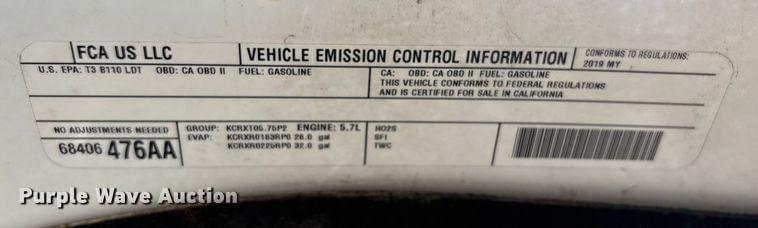 FCA US LLC
VEHICLE EMISSION CONTROL INFORMATION
CONFORMS TO REGULATIONS:
2019 MY
U.S. EPA: T3 B110 LDT OBD: CA OBD II FUEL: GASOLINE
CA: OBD: CA OBD II FUEL: GASOLINE
THIS VEHICLE CONFORMS TO FEDERAL REGULATIONS
AND IS CERTIFIED FOR SALE IN CALIFORNIA
NO ADJUSTMENTS NEEDED
68406 476AA
GROUP: KCRXT05.75P2 ENGINE: 5.7L
EVAP: KCRXR0183RP0 26.0 gal
KCRXR0225RP0 32.0 gal
HO2S
SFI
TWC
Purple Wave Auction